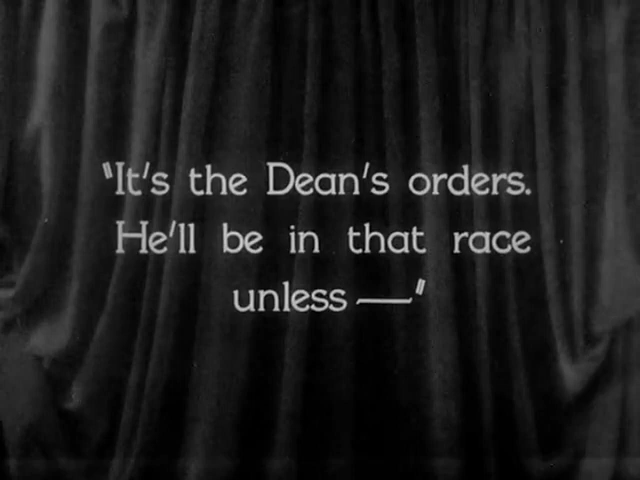 "It's the Dean's orders.
He'll be in that race
unless —"